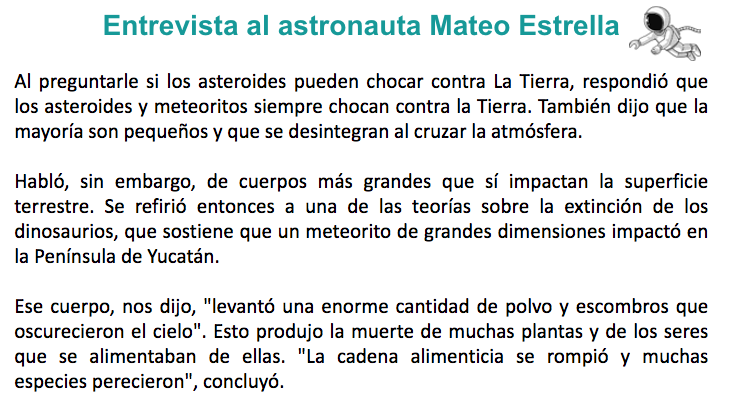 Entrevista al astronauta Mateo Estrella
Al preguntarle si los asteroides pueden chocar contra La Tierra, respondió que
los asteroides y meteoritos siempre chocan contra la Tierra. También dijo que la
mayoría son pequeños y que se desintegran al cruzar la atmósfera.
Habló, sin embargo, de cuerpos más grandes que sí impactan la superficie
terrestre. Se refirió entonces a una de las teorías sobre la extinción de los
dinosaurios, que sostiene que un meteorito de grandes dimensiones impactó en
la Península de Yucatán.
Ese cuerpo, nos dijo, "levantó una enorme cantidad de polvo y escombros que
oscurecieron el cielo". Esto produjo la muerte de muchas plantas y de los seres
que se alimentaban de ellas. "La cadena alimenticia se rompió y muchas
especies perecieron", concluyó.